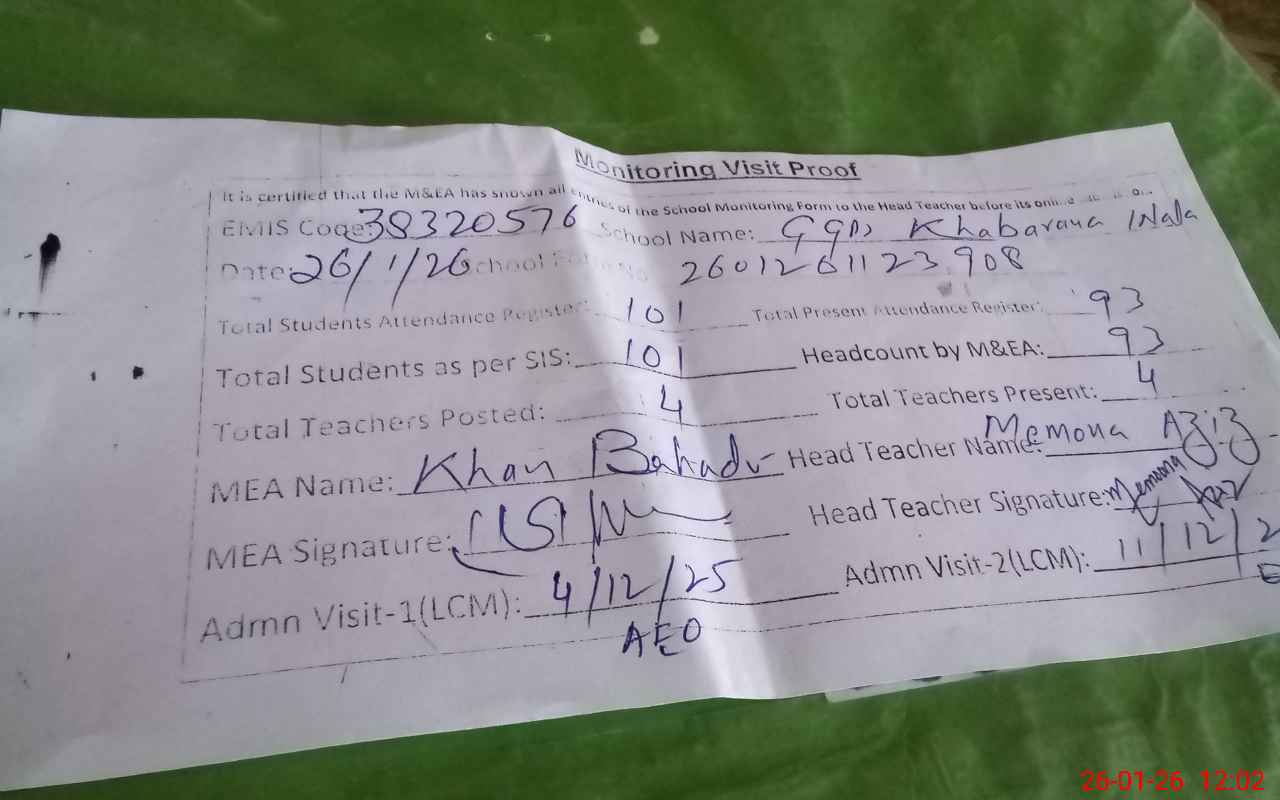 Monitoring Visit Proof
It is certified that the M&EA has shown all entries of the School Monitoring Form to the Head Teacher before its
EMIS Code: 38320576 School Name: GGPS Khabarana Wala
Date: 26/1/26 School Form No 2601261123908
Total Students Attendance Register: 101 Total Present Attendance Register: 93
Total Students as per SIS: 101 Headcount by M&EA: 93
Total Teachers Posted: 4 Total Teachers Present: 4
MEA Name: Khan Bahadur Head Teacher Name: Memona Aziz
MEA Signature: Head Teacher Signature: Memoona Aziz
Admn Visit-1(LCM): 4/12/25 Admn Visit-2(LCM): 11/12/2
AEO
26-01-26 12:02